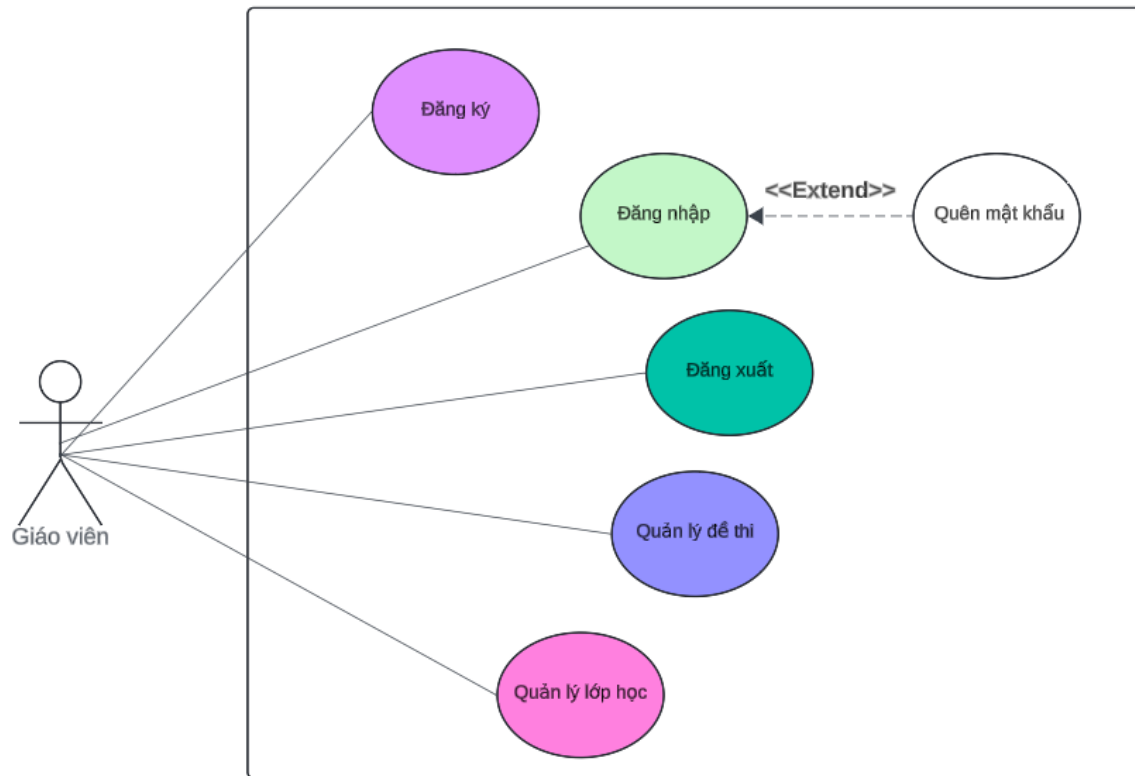 Đăng ký
Đăng nhập
<<Extend>>
Quên mật khẩu
Đăng xuất
Giáo viên
Quản lý đề thi
Quản lý lớp học